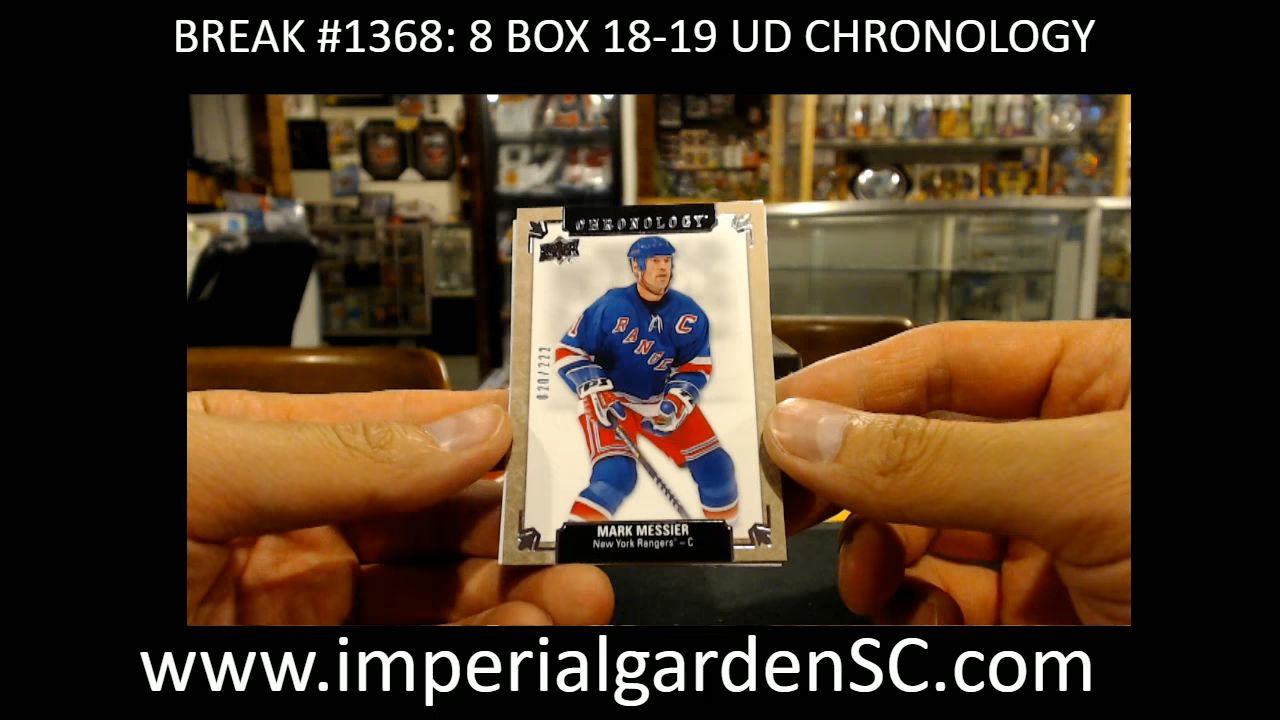 BREAK #1368: 8 BOX 18-19 UD CHRONOLOGY
CHRONOLOGY
020/222
C
RANGE
MARK MESSIER
New York Rangers - C
www.imperialgardenSC.com